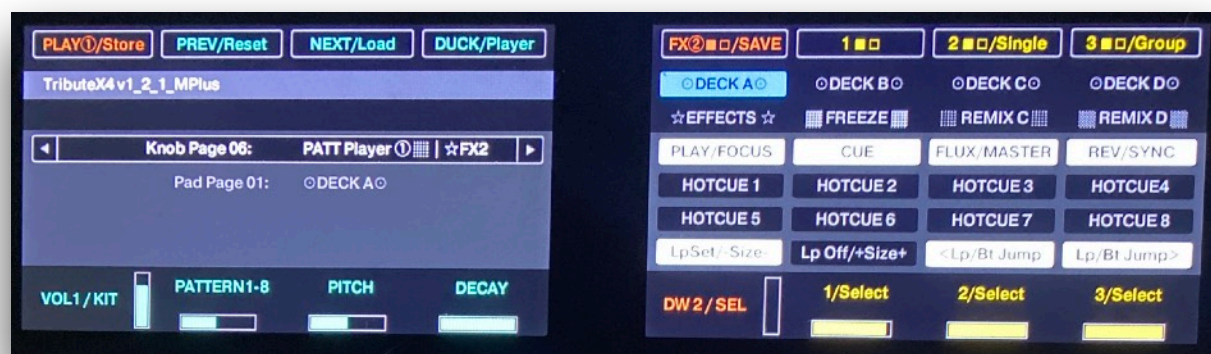 PLAY①/Store PREV/Reset NEXT/Load DUCK/Player
TributeX4v1_2_1_MPlus
◀ Knob Page 06: PATT Player ①▦ | ☆FX2 ▶
Pad Page 01: ⊙DECK A⊙
VOL1/KIT PATTERN1-8 PITCH DECAY
FX②■□/SAVE 1■□ 2■□/Single 3■□/Group
⊙DECK A⊙ ⊙DECK B⊙ ⊙DECK C⊙ ⊙DECK D⊙
☆EFFECTS ☆ ▦FREEZE▦ ▦REMIX C▦ ▦REMIX D▦
PLAY/FOCUS CUE FLUX/MASTER REV/SYNC
HOTCUE 1 HOTCUE 2 HOTCUE 3 HOTCUE4
HOTCUE 5 HOTCUE 6 HOTCUE 7 HOTCUE 8
LpSet/-Size- Lp Off/+Size+ <Lp/Bt Jump Lp/Bt Jump>
DW2/SEL 1/Select 2/Select 3/Select